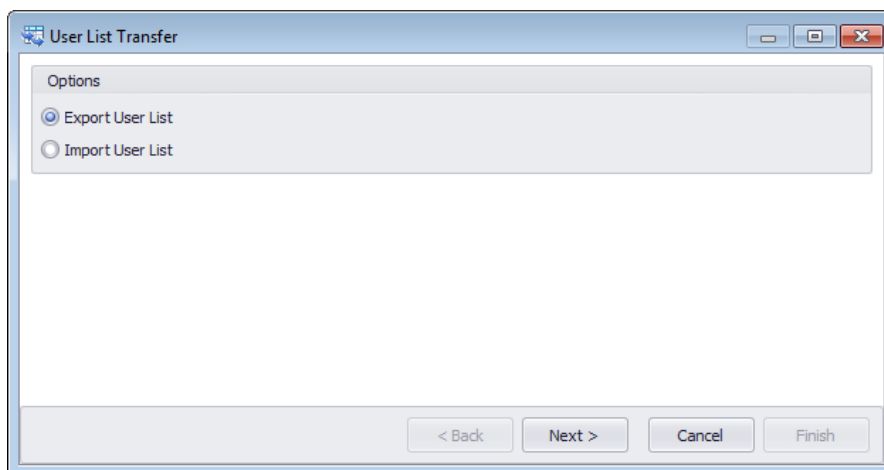 User List Transfer
Options
Export User List
Import User List
< Back Next > Cancel Finish